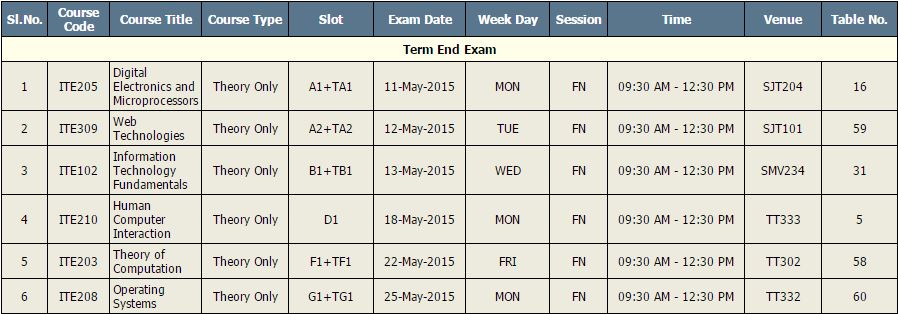 Sl.No. Course Code Course Title Course Type Slot Exam Date Week Day Session Time Venue Table No.
Term End Exam
1 ITE205 Digital Electronics and Microprocessors Theory Only A1+TA1 11-May-2015 MON FN 09:30 AM - 12:30 PM SJT204 16
2 ITE309 Web Technologies Theory Only A2+TA2 12-May-2015 TUE FN 09:30 AM - 12:30 PM SJT101 59
3 ITE102 Information Technology Fundamentals Theory Only B1+TB1 13-May-2015 WED FN 09:30 AM - 12:30 PM SMV234 31
4 ITE210 Human Computer Interaction Theory Only D1 18-May-2015 MON FN 09:30 AM - 12:30 PM TT333 5
5 ITE203 Theory of Computation Theory Only F1+TF1 22-May-2015 FRI FN 09:30 AM - 12:30 PM TT302 58
6 ITE208 Operating Systems Theory Only G1+TG1 25-May-2015 MON FN 09:30 AM - 12:30 PM TT332 60